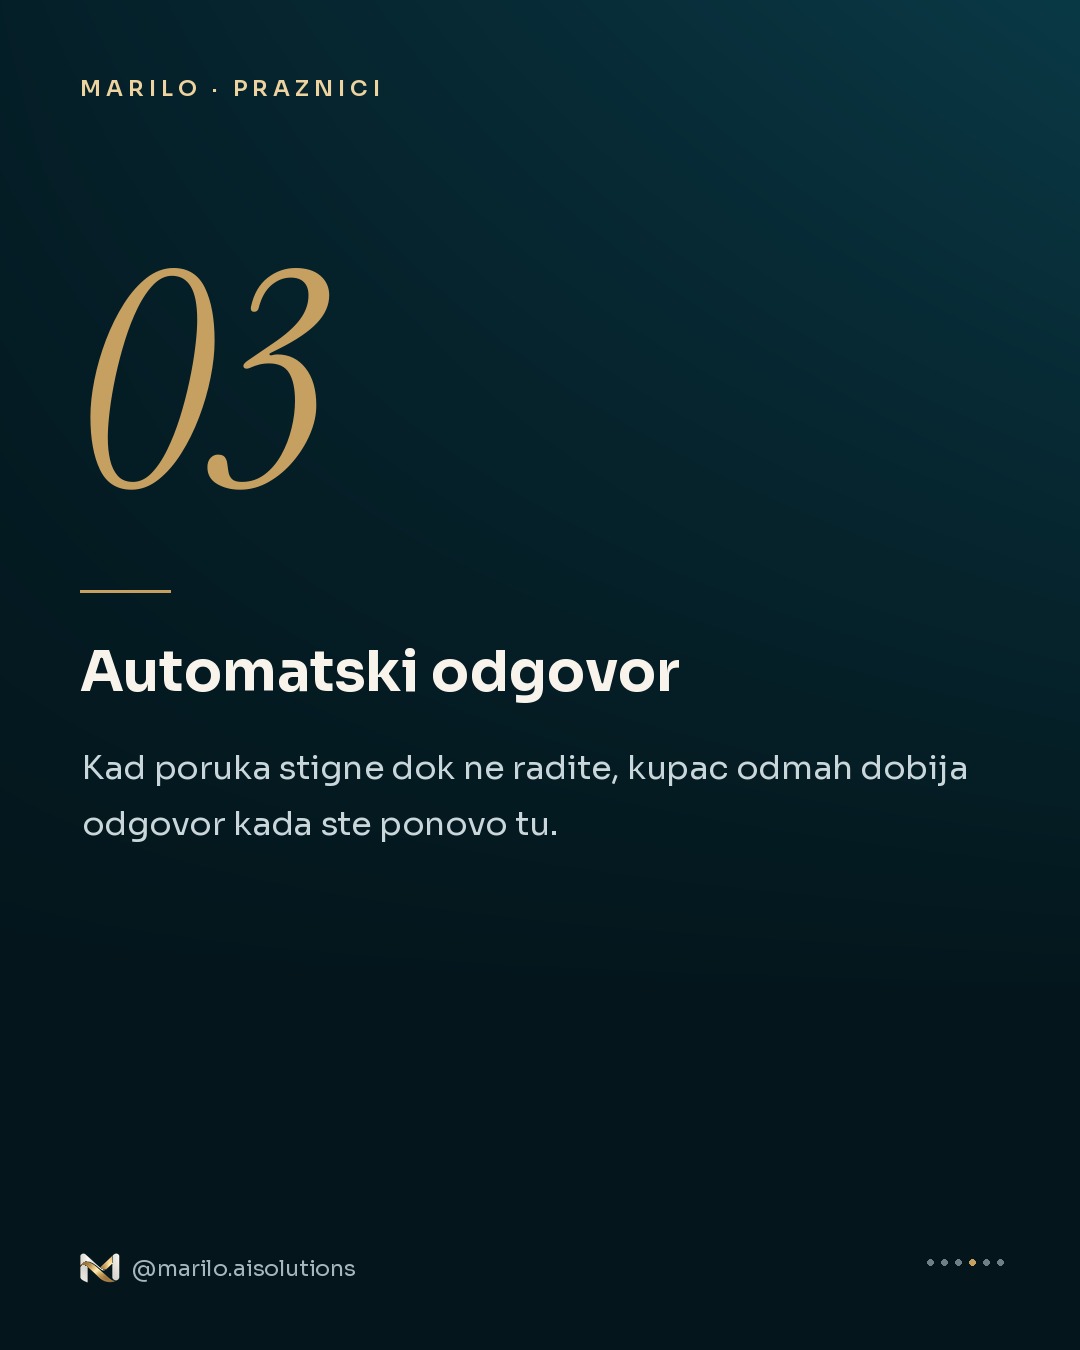 MARILO · PRAZNICI
03
Automatski odgovor
Kad poruka stigne dok ne radite, kupac odmah dobija
odgovor kada ste ponovo tu.
@marilo.aisolutions